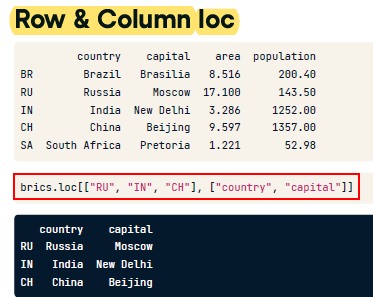 Row & Column loc
country capital area population
BR Brazil Brasilia 8.516 200.40
RU Russia Moscow 17.100 143.50
IN India New Delhi 3.286 1252.00
CH China Beijing 9.597 1357.00
SA South Africa Pretoria 1.221 52.98
brics.loc[["RU", "IN", "CH"], ["country", "capital"]]
country capital
RU Russia Moscow
IN India New Delhi
CH China Beijing